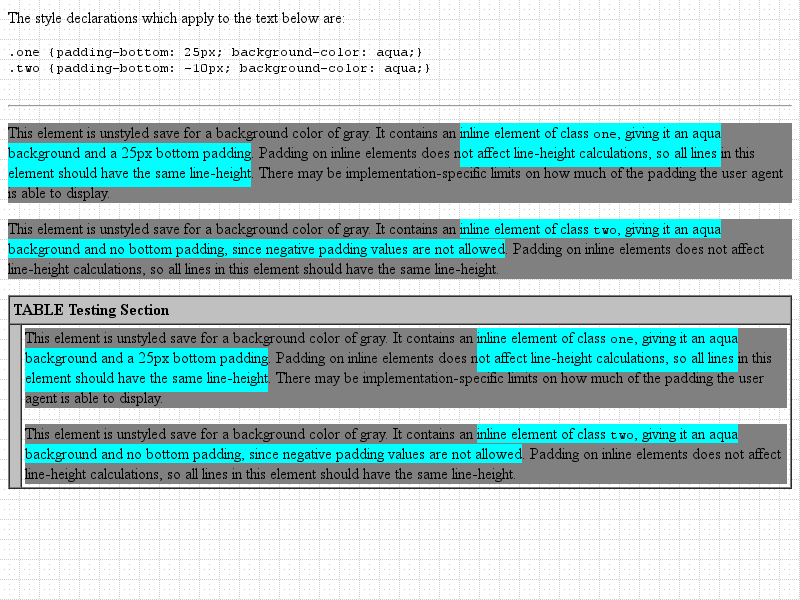 The style declarations which apply to the text below are:
.one {padding-bottom: 25px; background-color: aqua;}
.two {padding-bottom: -10px; background-color: aqua;}
This element is unstyled save for a background color of gray. It contains an inline element of class one, giving it an aqua
background and a 25px bottom padding. Padding on inline elements does not affect line-height calculations, so all lines in this
element should have the same line-height. There may be implementation-specific limits on how much of the padding the user agent
is able to display.
This element is unstyled save for a background color of gray. It contains an inline element of class two, giving it an aqua
background and no bottom padding, since negative padding values are not allowed. Padding on inline elements does not affect
line-height calculations, so all lines in this element should have the same line-height.
TABLE Testing Section
This element is unstyled save for a background color of gray. It contains an inline element of class one, giving it an aqua
background and a 25px bottom padding. Padding on inline elements does not affect line-height calculations, so all lines in this
element should have the same line-height. There may be implementation-specific limits on how much of the padding the user
agent is able to display.
This element is unstyled save for a background color of gray. It contains an inline element of class two, giving it an aqua
background and no bottom padding, since negative padding values are not allowed. Padding on inline elements does not affect
line-height calculations, so all lines in this element should have the same line-height.